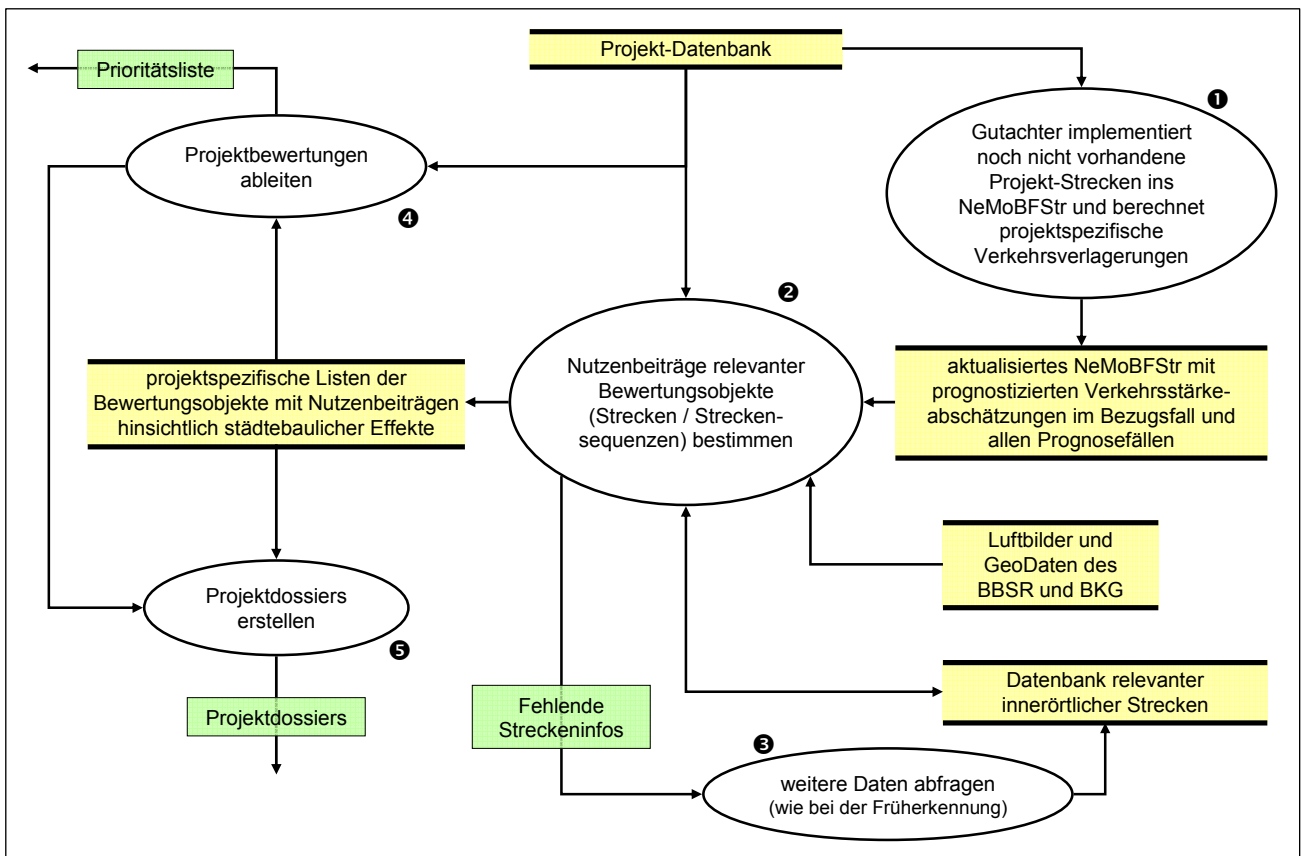 Prioritätsliste
Projekt-Datenbank
❶
Gutachter implementiert
noch nicht vorhandene
Projekt-Strecken ins
NeMoBFStr und berechnet
projektspezifische
Verkehrsverlagerungen
Projektbewertungen
ableiten
❹
❷
Nutzenbeiträge relevanter
Bewertungsobjekte
(Strecken / Strecken-
sequenzen) bestimmen
projektspezifische Listen der
Bewertungsobjekte mit Nutzenbeiträgen
hinsichtlich städtebaulicher Effekte
aktualisiertes NeMoBFStr mit
prognostizierten Verkehrsstärke-
abschätzungen im Bezugsfall und
allen Prognosefällen
Luftbilder und
GeoDaten des
BBSR und BKG
Projektdossiers
erstellen
❺
Projektdossiers
Fehlende
Streckeninfos
Datenbank relevanter
innerörtlicher Strecken
❸
weitere Daten abfragen
(wie bei der Früherkennung)